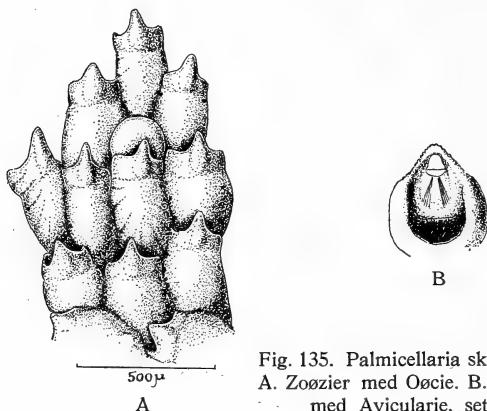 500µ
A
B
Fig. 135. Palmicellaria sk
A. Zoøzier med Oøcie. B.
med Avicularie, set